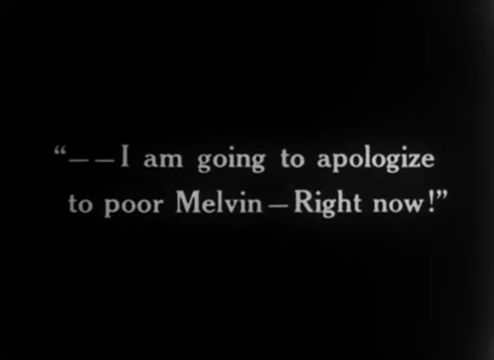 “——I am going to apologize
to poor Melvin—Right now!”